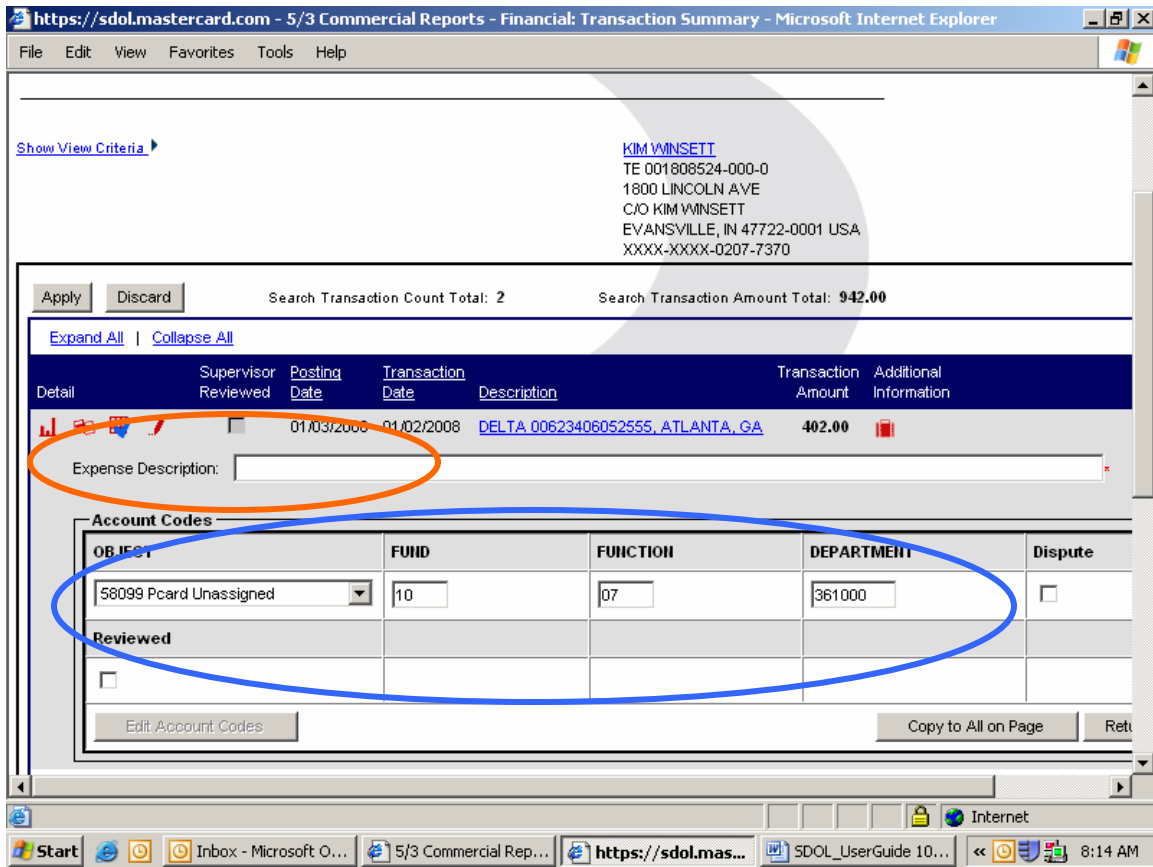 https://sdol.mastercard.com - 5/3 Commercial Reports - Financial: Transaction Summary - Microsoft Internet Explorer
File Edit View Favorites Tools Help
Show View Criteria
KIM WINSETT
TE 001808524-000-0
1800 LINCOLN AVE
C/O KIM WINSETT
EVANSVILLE, IN 47722-0001 USA
XXXX-XXXX-0207-7370
Apply Discard Search Transaction Count Total: 2 Search Transaction Amount Total: 942.00
Expand All | Collapse All
Detail Supervisor Reviewed Posting Date Transaction Date Description Transaction Amount Additional Information
01/03/2008 01/02/2008 DELTA 00623406052555, ATLANTA, GA 402.00
Expense Description: *
Account Codes
OBJECT FUND FUNCTION DEPARTMENT Dispute
58099 Pcard Unassigned 10 07 361000
Reviewed
Edit Account Codes Copy to All on Page Retu
Internet
Start Inbox - Microsoft O... 5/3 Commercial Rep... https://sdol.mas... SDOL_UserGuide 10... « 8:14 AM